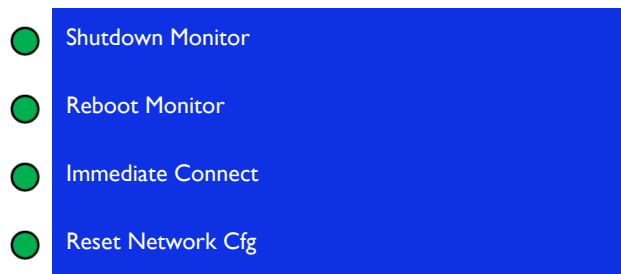 Shutdown Monitor
Reboot Monitor
Immediate Connect
Reset Network Cfg